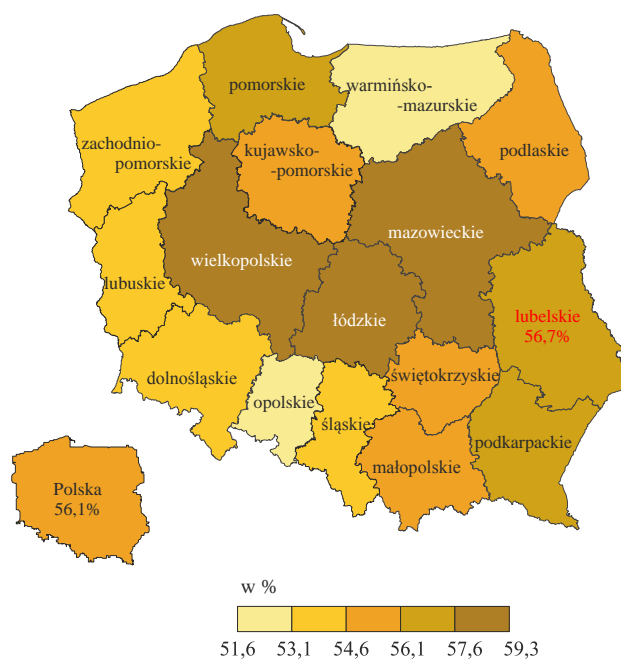 pomorskie
warmińsko-
-mazurskie
zachodnio-
-pomorskie
kujawsko-
-pomorskie
podlaskie
mazowieckie
wielkopolskie
lubuskie
łódzkie
lubelskie
56,7%
dolnośląskie
świętokrzyskie
opolskie
śląskie
podkarpackie
małopolskie
Polska
56,1%
w %
51,6 53,1 54,6 56,1 57,6 59,3